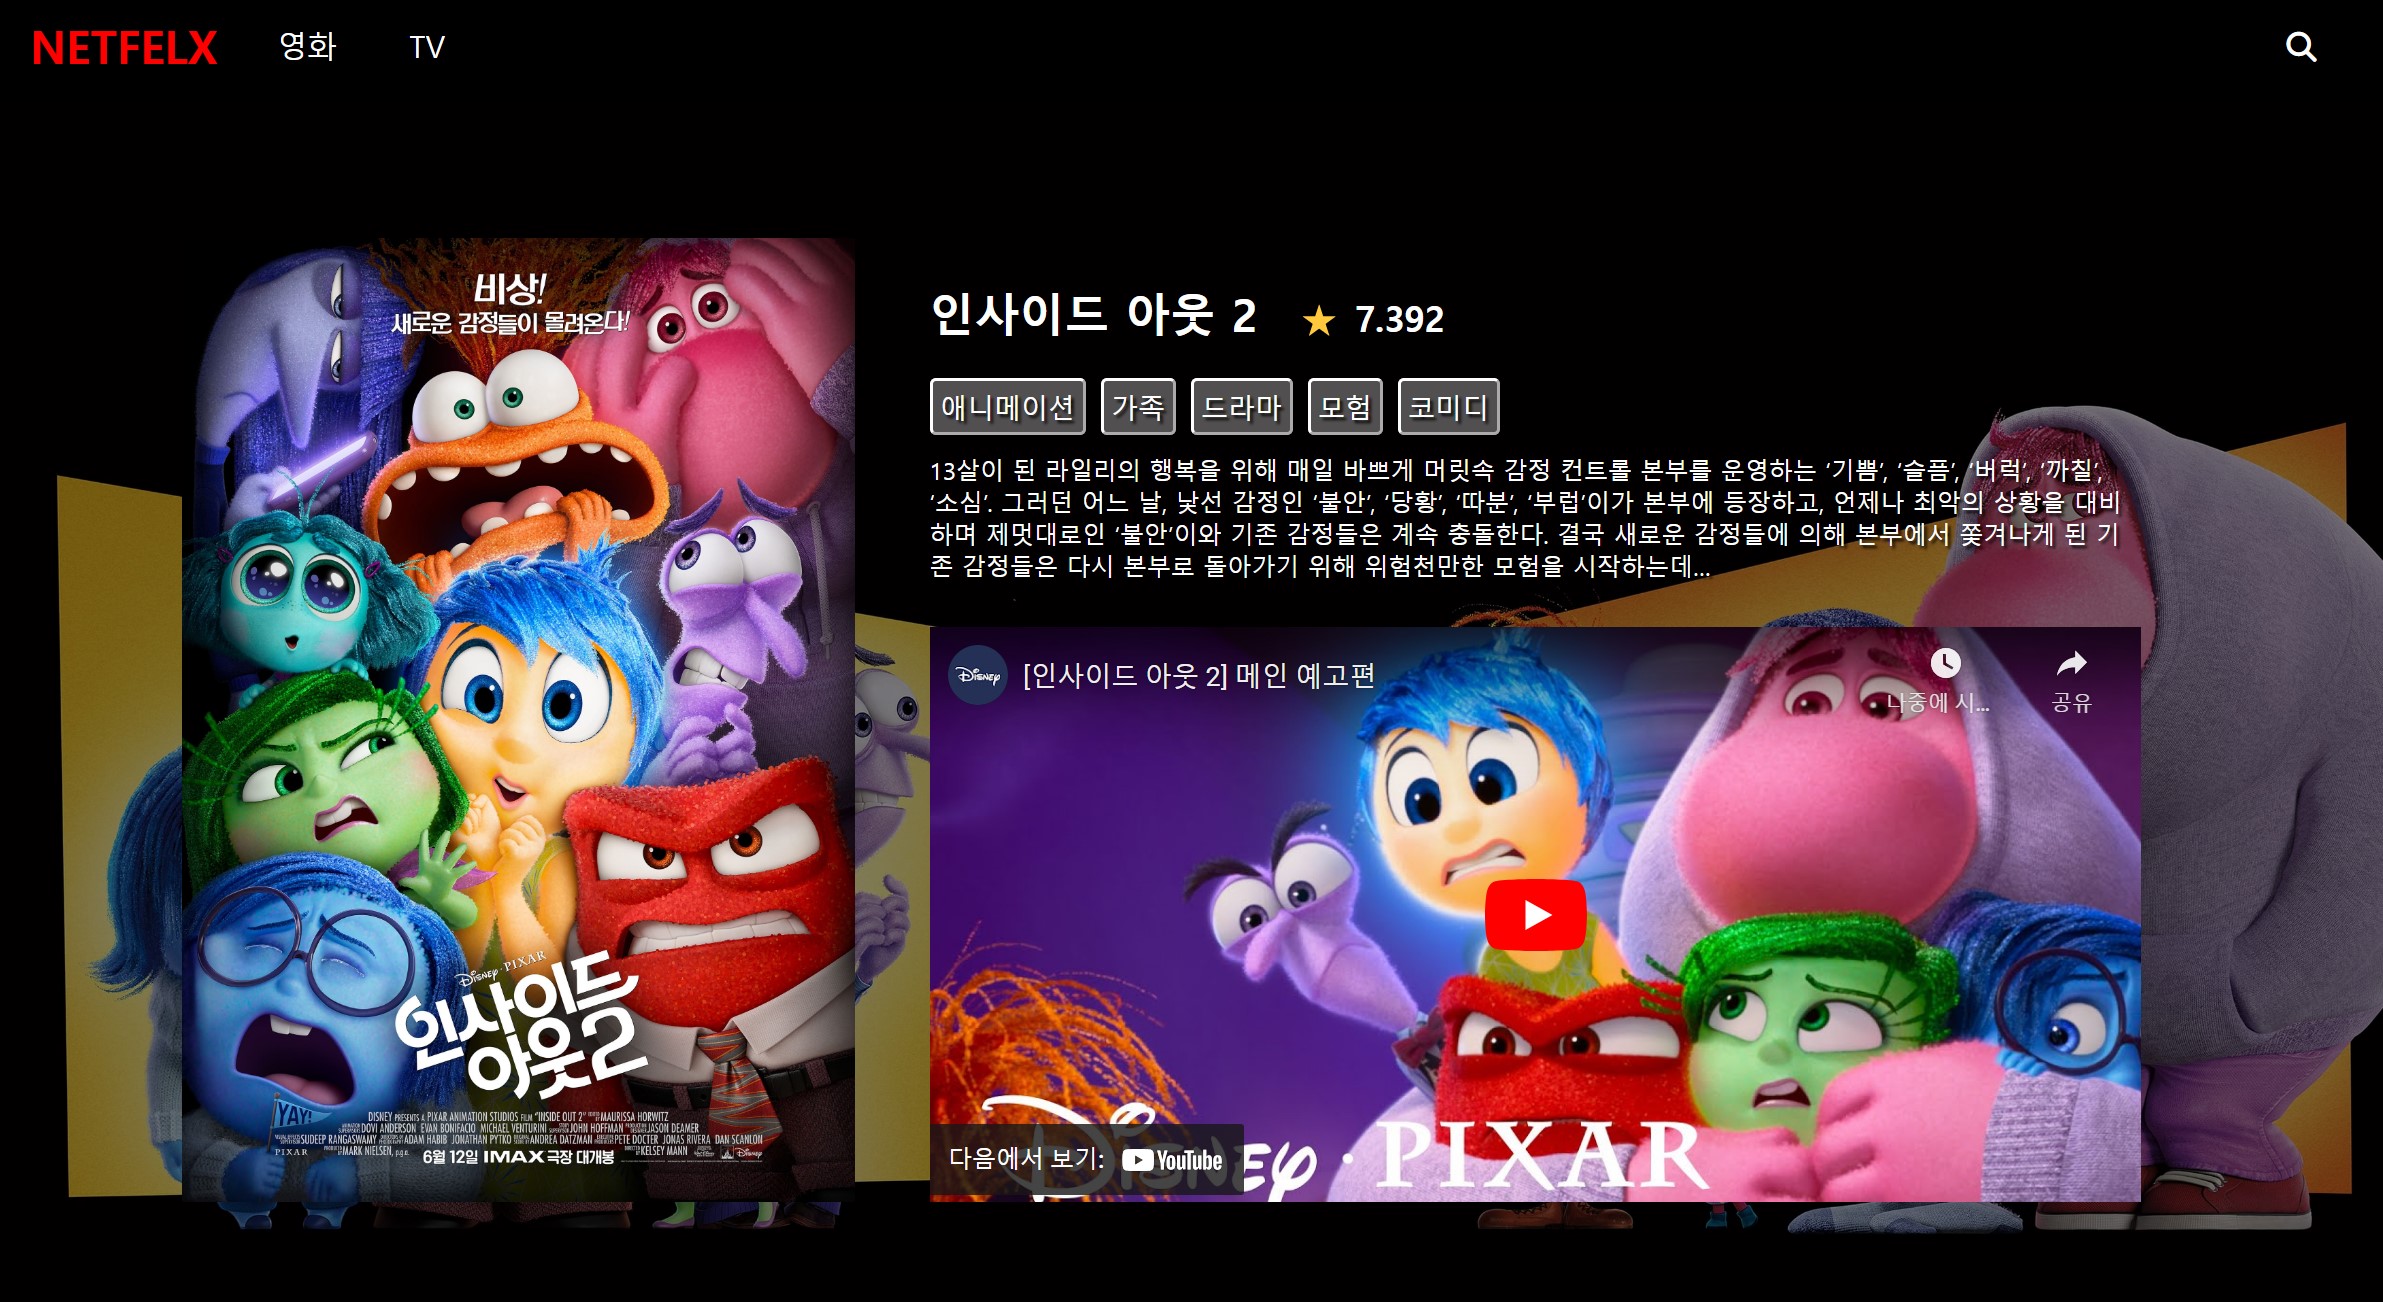 NETFELX 영화 TV
비상!
새로운 감정들이 몰려온다!
YAY!
Disney · PIXAR
인사이드
아웃2
DISNEY PRESENTS A PIXAR ANIMATION STUDIOS FILM "INSIDE OUT 2" MAURISSA HORWITZ
DOVI ANDERSON EVAN BONIFACIO MICHAEL VENTURINI JOHN HOFFMAN JASON DEAMER
SUDEEP RANGASWAMY ADAM HABIB JONATHAN PYTKO ANDREA DATZMAN PETE DOCTER JONAS RIVERA DAN SCANLON
PIXAR MARK NIELSEN, p.g.a. KELSEY MANN Disney
6월 12일 IMAX 극장 대개봉
인사이드 아웃 2 ★ 7.392
애니메이션 가족 드라마 모험 코미디
13살이 된 라일리의 행복을 위해 매일 바쁘게 머릿속 감정 컨트롤 본부를 운영하는 ‘기쁨’, ‘슬픔’, ‘버럭’, ‘까칠’,
‘소심’. 그러던 어느 날, 낯선 감정인 ‘불안’, ‘당황’, ‘따분’, ‘부럽’이가 본부에 등장하고, 언제나 최악의 상황을 대비
하며 제멋대로인 ‘불안’이와 기존 감정들은 계속 충돌한다. 결국 새로운 감정들에 의해 본부에서 쫓겨나게 된 기
존 감정들은 다시 본부로 돌아가기 위해 위험천만한 모험을 시작하는데…
Disney [인사이드 아웃 2] 메인 예고편
나중에 시... 공유
Disney · PIXAR
다음에서 보기: YouTube